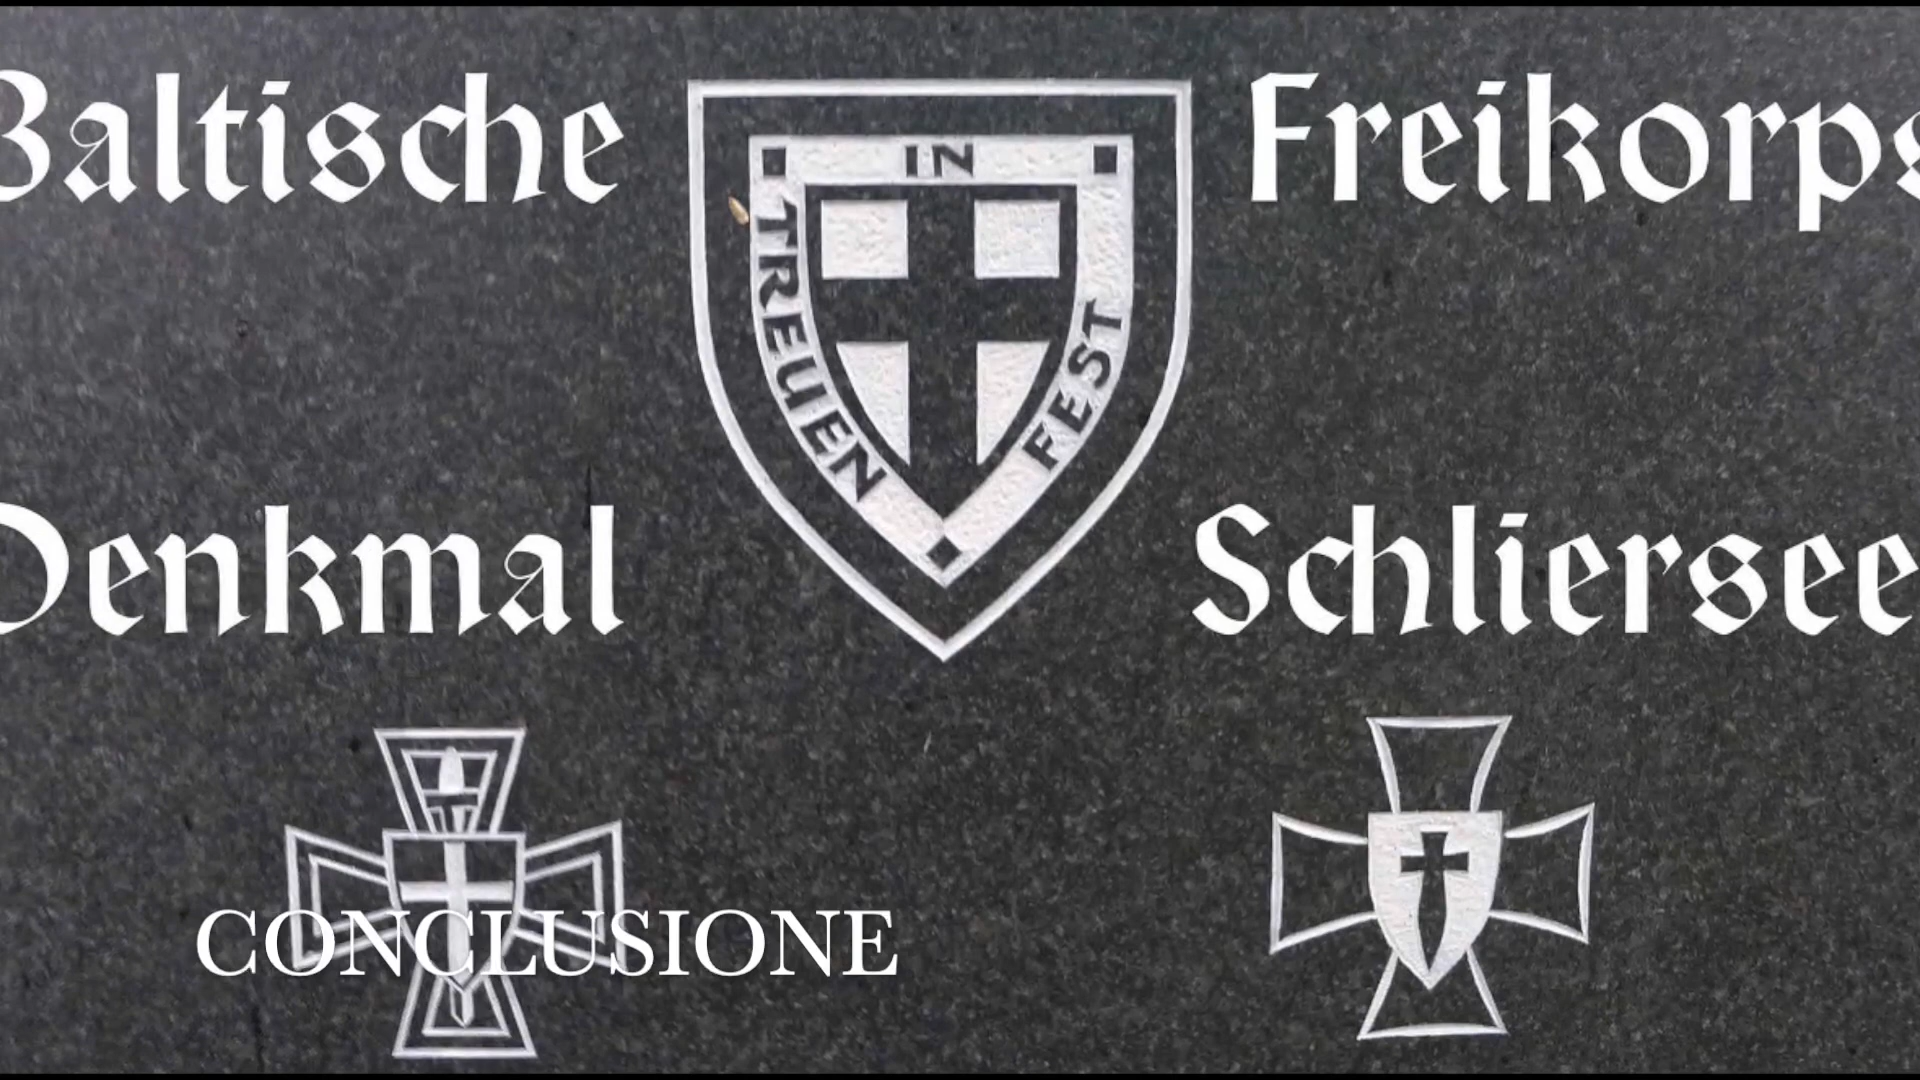 Baltische Freikorps
IN
TREUEN FEST
Denkmal Schliersee
CONCLUSIONE